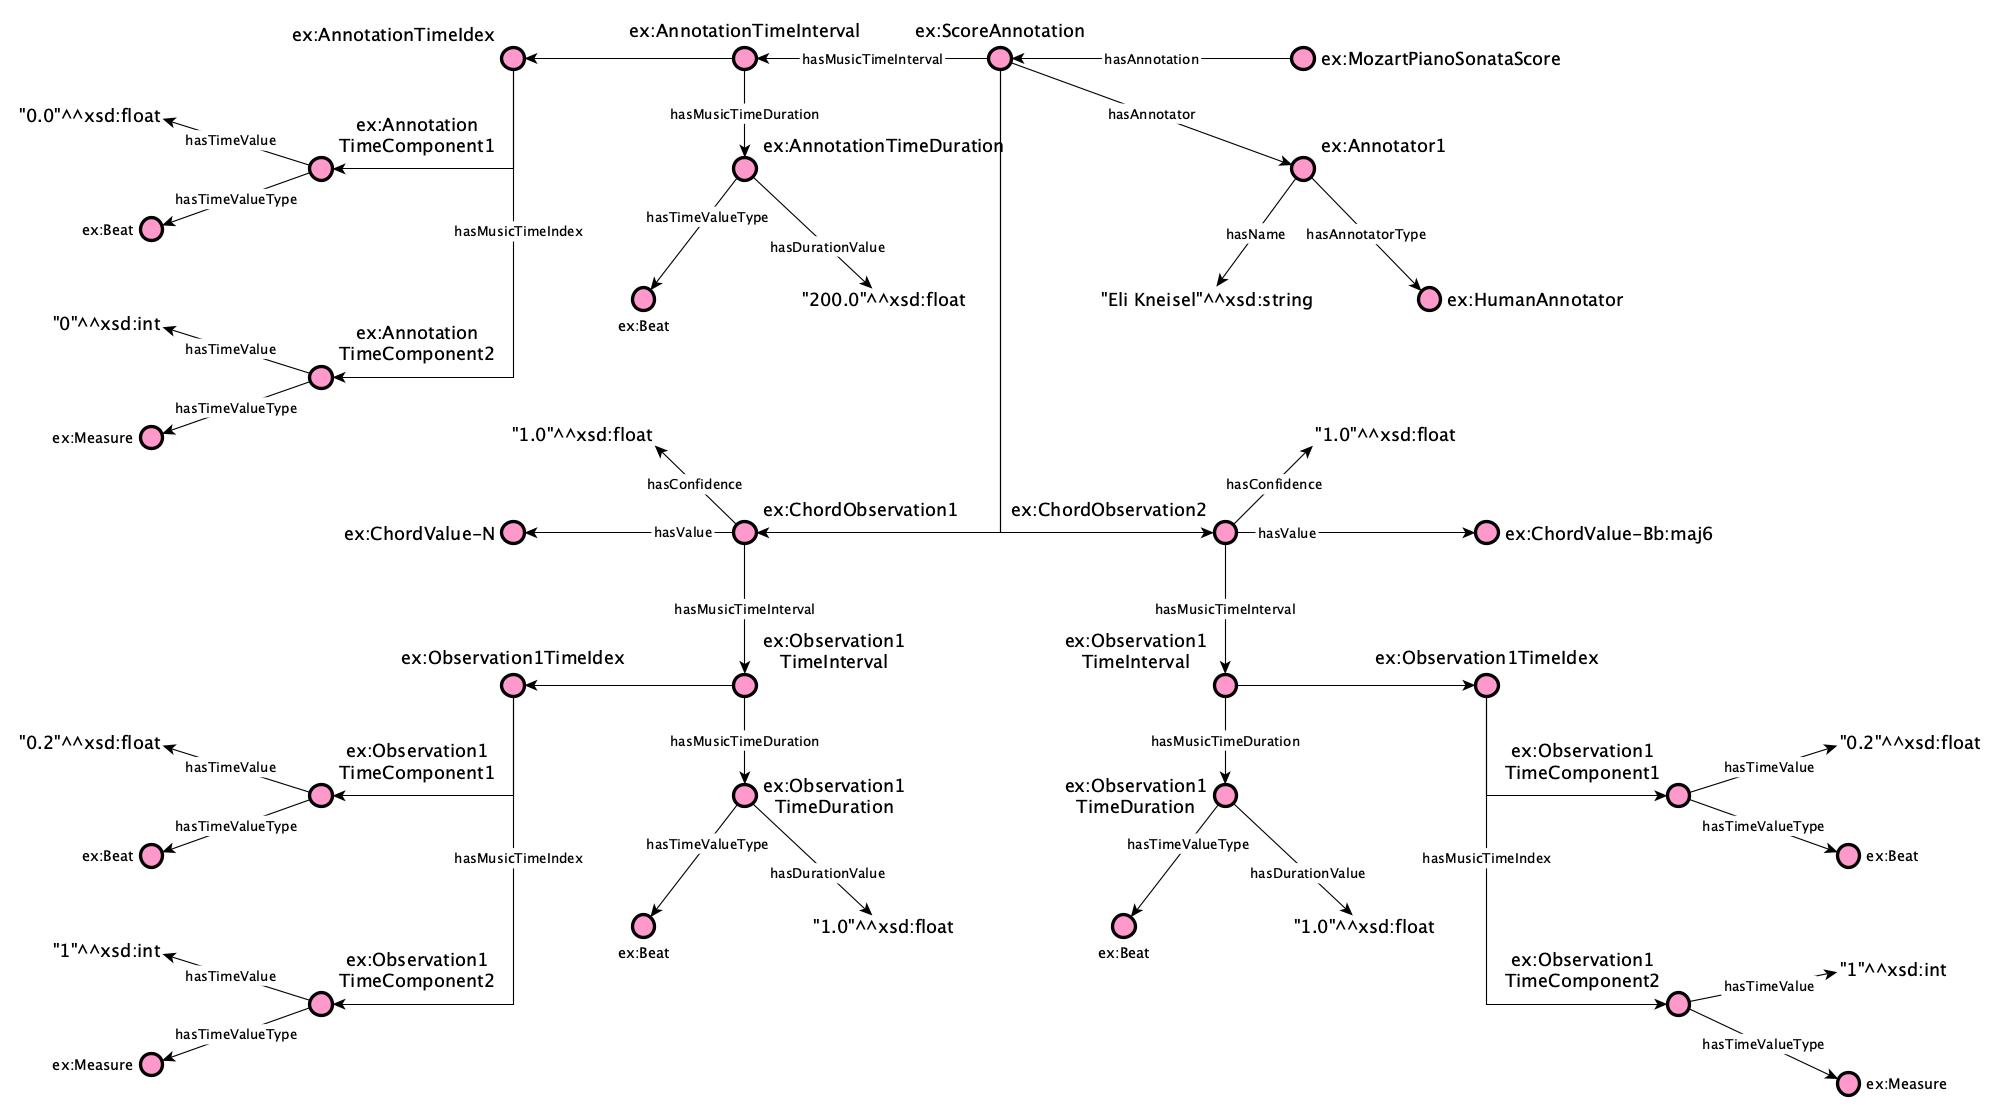 ex:AnnotationTimeIdex
ex:AnnotationTimeInterval
ex:ScoreAnnotation
hasMusicTimeInterval
hasAnnotation
ex:MozartPianoSonataScore
"0.0"^^xsd:float
hasTimeValue
ex:Annotation
TimeComponent1
hasTimeValueType
ex:Beat
hasMusicTimeDuration
ex:AnnotationTimeDuration
hasAnnotator
ex:Annotator1
hasMusicTimeIndex
hasTimeValueType
hasDurationValue
ex:Beat
"200.0"^^xsd:float
hasName
hasAnnotatorType
"Eli Kneisel"^^xsd:string
ex:HumanAnnotator
"0"^^xsd:int
hasTimeValue
ex:Annotation
TimeComponent2
hasTimeValueType
ex:Measure
"1.0"^^xsd:float
hasConfidence
"1.0"^^xsd:float
hasConfidence
ex:ChordValue-N
hasValue
ex:ChordObservation1
ex:ChordObservation2
hasValue
ex:ChordValue-Bb:maj6
hasMusicTimeInterval
hasMusicTimeInterval
ex:Observation1TimeIdex
ex:Observation1
TimeInterval
ex:Observation1
TimeInterval
ex:Observation1TimeIdex
"0.2"^^xsd:float
hasTimeValue
ex:Observation1
TimeComponent1
hasTimeValueType
ex:Beat
hasMusicTimeDuration
ex:Observation1
TimeDuration
hasMusicTimeDuration
ex:Observation1
TimeDuration
ex:Observation1
TimeComponent1
"0.2"^^xsd:float
hasTimeValue
hasTimeValueType
ex:Beat
hasMusicTimeIndex
hasTimeValueType
hasDurationValue
ex:Beat
"1.0"^^xsd:float
hasTimeValueType
hasDurationValue
ex:Beat
"1.0"^^xsd:float
hasMusicTimeIndex
"1"^^xsd:int
hasTimeValue
ex:Observation1
TimeComponent2
hasTimeValueType
ex:Measure
ex:Observation1
TimeComponent2
"1"^^xsd:int
hasTimeValue
hasTimeValueType
ex:Measure